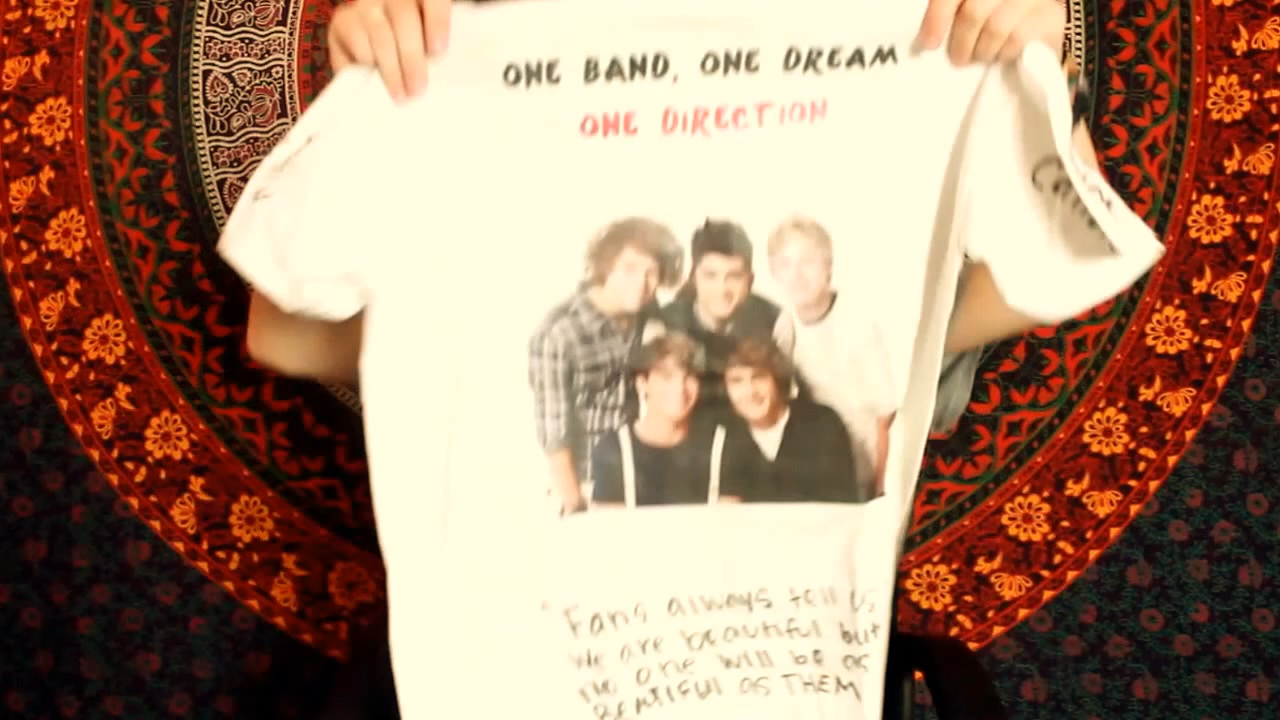 ONE BAND, ONE DREAM
ONE DIRECTION
"Fans always tell us
we are beautiful but
no one will be as
BEAUTIFUL AS THEM